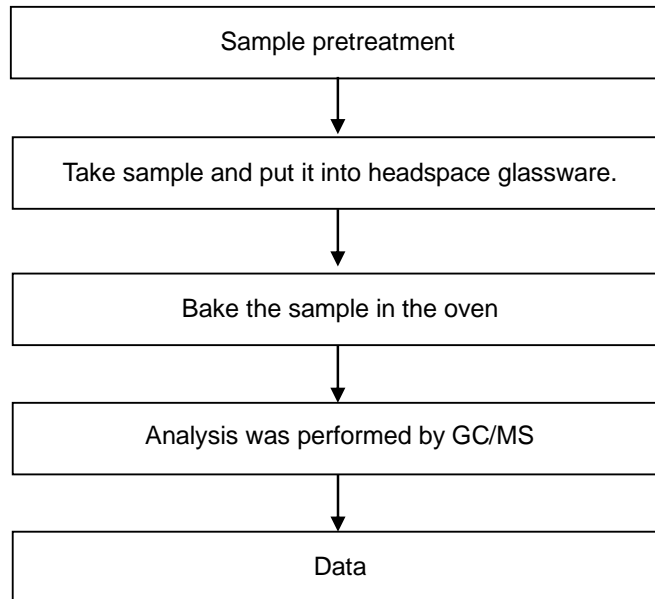 Sample pretreatment
Take sample and put it into headspace glassware.
Bake the sample in the oven
Analysis was performed by GC/MS
Data